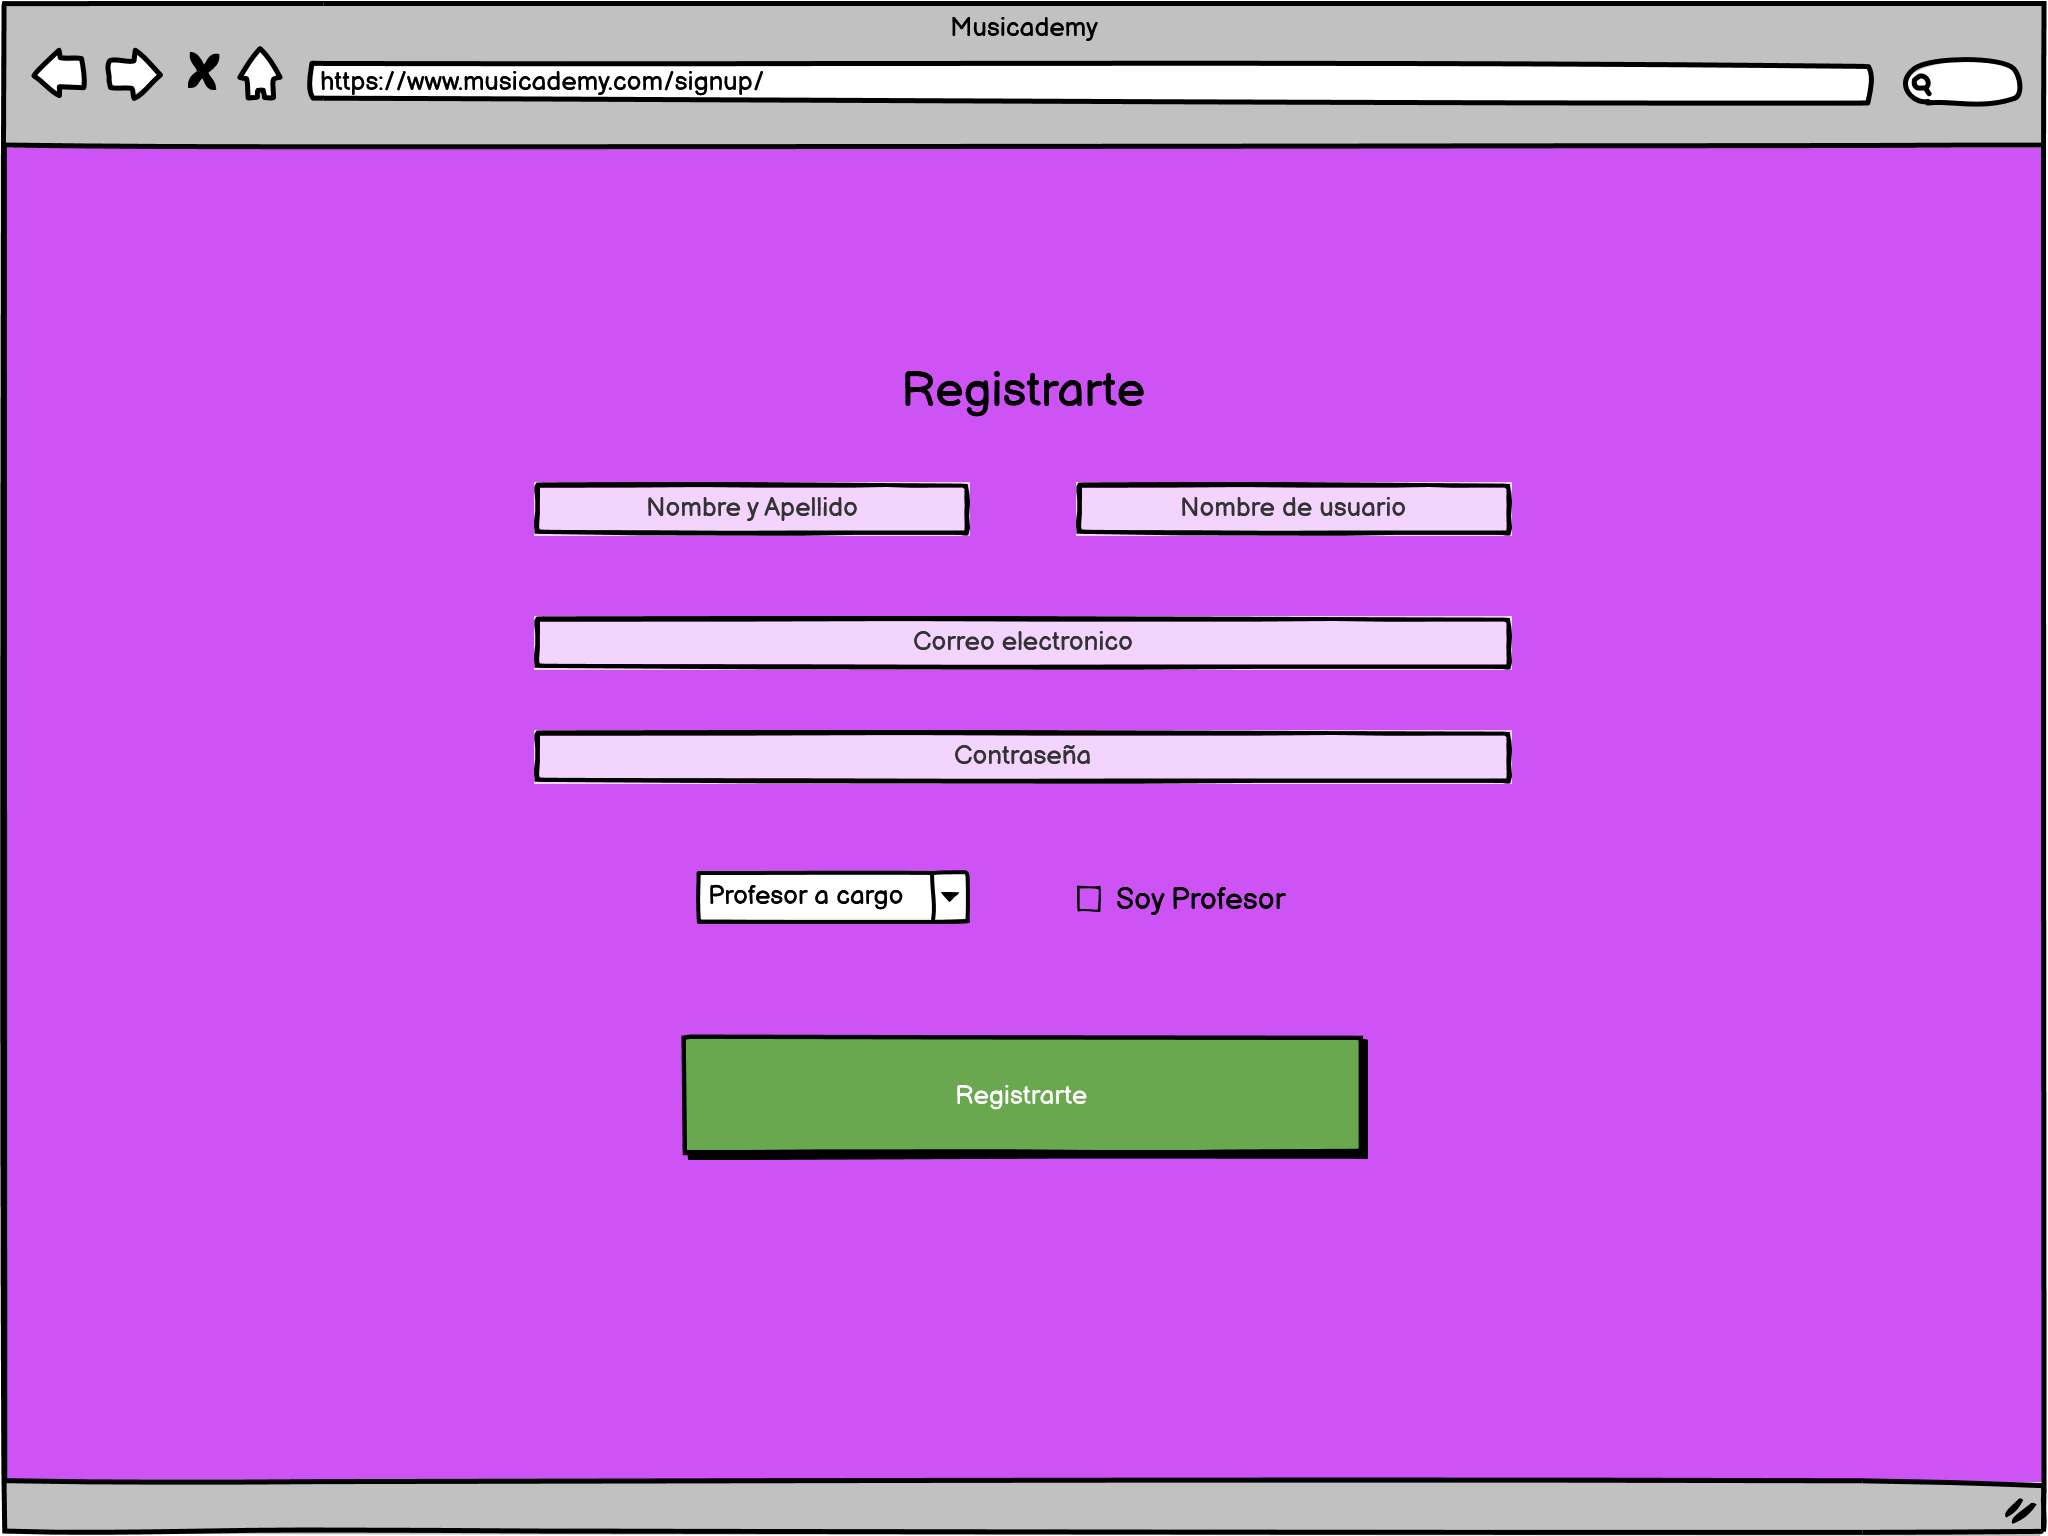 Musicademy
https://www.musicademy.com/signup/
Registrarte
Nombre y Apellido
Nombre de usuario
Correo electronico
Contraseña
Profesor a cargo
Soy Profesor
Registrarte